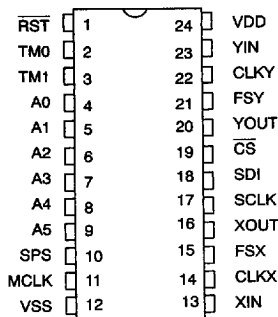 R̅S̅T̅ 1 24 VDD
TM0 2 23 YIN
TM1 3 22 CLKY
A0 4 21 FSY
A1 5 20 YOUT
A2 6 19 C̅S̅
A3 7 18 SDI
A4 8 17 SCLK
A5 9 16 XOUT
SPS 10 15 FSX
MCLK 11 14 CLKX
VSS 12 13 XIN